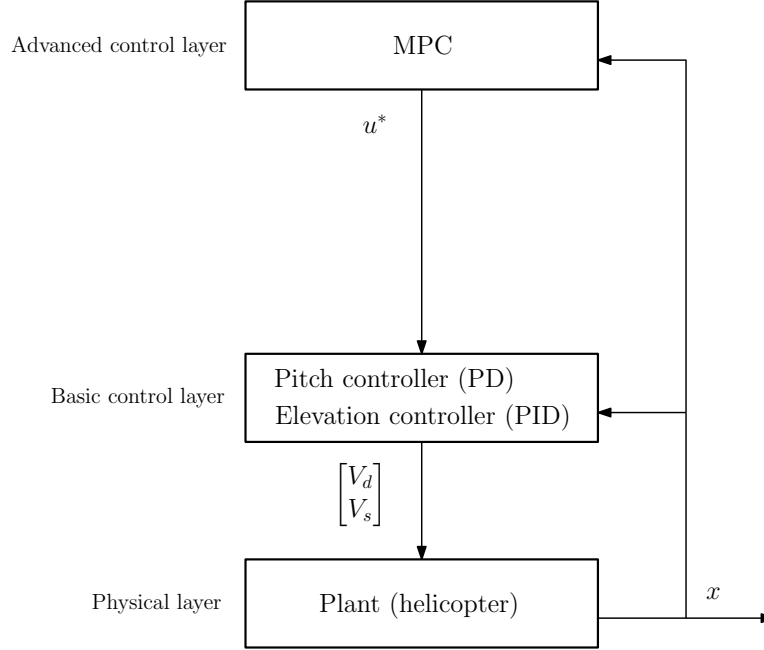 Advanced control layer
MPC
u*
Basic control layer
Pitch controller (PD)
Elevation controller (PID)
V_d
V_s
Physical layer
Plant (helicopter)
x